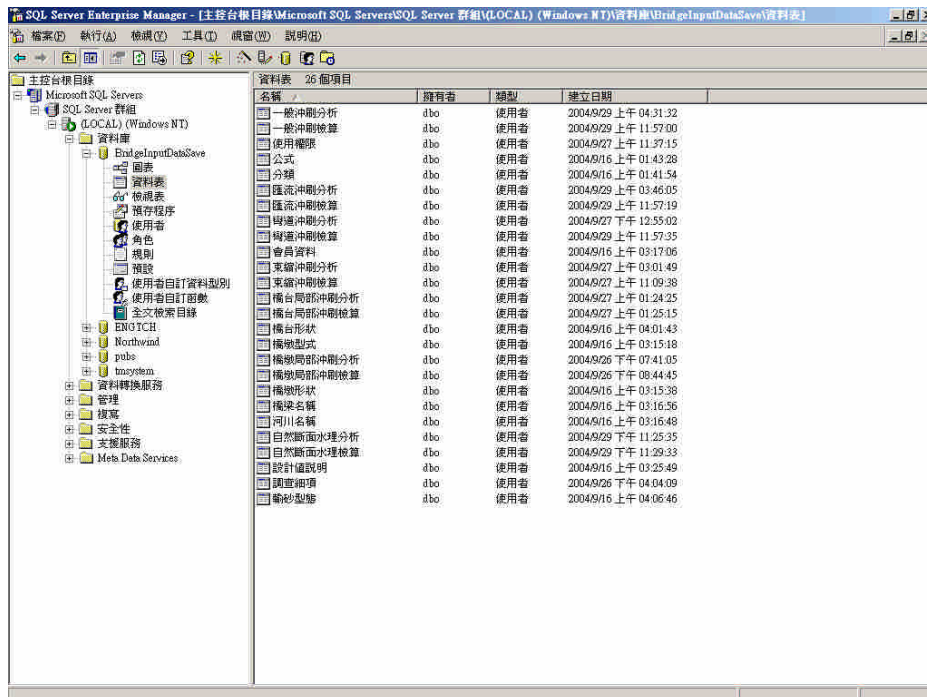 SQL Server Enterprise Manager - [主控台根目錄\Microsoft SQL Servers\SQL Server 群組\(LOCAL) (Windows NT)\資料庫\BridgeInputDataSave\資料表]
檔案(F) 執行(A) 檢視(V) 工具(T) 視窗(W) 說明(H)
主控台根目錄
Microsoft SQL Servers
SQL Server 群組
(LOCAL) (Windows NT)
資料庫
BridgeInputDataSave
圖表
資料表
檢視表
預存程序
使用者
角色
規則
預設
使用者自訂資料型別
使用者自訂函數
全文檢索目錄
ENGTCH
Northwind
pubs
tmsystem
資料轉換服務
管理
複寫
安全性
支援服務
Meta Data Services
資料表 26 個項目
名稱 擁有者 類型 建立日期
一般沖刷分析 dbo 使用者 2004/9/29 上午 04:31:32
一般沖刷檢算 dbo 使用者 2004/9/29 上午 11:57:00
使用權限 dbo 使用者 2004/9/27 上午 11:37:15
公式 dbo 使用者 2004/9/16 上午 01:43:28
分類 dbo 使用者 2004/9/16 上午 01:41:54
匯流沖刷分析 dbo 使用者 2004/9/29 上午 03:46:05
匯流沖刷檢算 dbo 使用者 2004/9/29 上午 11:57:19
彎道沖刷分析 dbo 使用者 2004/9/27 下午 12:55:02
彎道沖刷檢算 dbo 使用者 2004/9/29 上午 11:57:35
會員資料 dbo 使用者 2004/9/16 上午 03:17:06
束縮沖刷分析 dbo 使用者 2004/9/27 上午 03:01:49
束縮沖刷檢算 dbo 使用者 2004/9/27 上午 11:09:38
橋台局部沖刷分析 dbo 使用者 2004/9/27 上午 01:24:25
橋台局部沖刷檢算 dbo 使用者 2004/9/27 上午 01:25:15
橋台形狀 dbo 使用者 2004/9/16 上午 04:01:43
橋墩型式 dbo 使用者 2004/9/16 上午 03:15:18
橋墩局部沖刷分析 dbo 使用者 2004/9/26 下午 07:41:05
橋墩局部沖刷檢算 dbo 使用者 2004/9/26 下午 08:44:45
橋墩形狀 dbo 使用者 2004/9/16 上午 03:15:38
橋梁名稱 dbo 使用者 2004/9/16 上午 03:16:56
河川名稱 dbo 使用者 2004/9/16 上午 03:16:48
自然斷面水理分析 dbo 使用者 2004/9/29 下午 11:25:35
自然斷面水理檢算 dbo 使用者 2004/9/29 下午 11:29:33
設計值說明 dbo 使用者 2004/9/16 上午 03:25:49
調查細項 dbo 使用者 2004/9/26 下午 04:04:09
輸砂型態 dbo 使用者 2004/9/16 上午 04:06:46